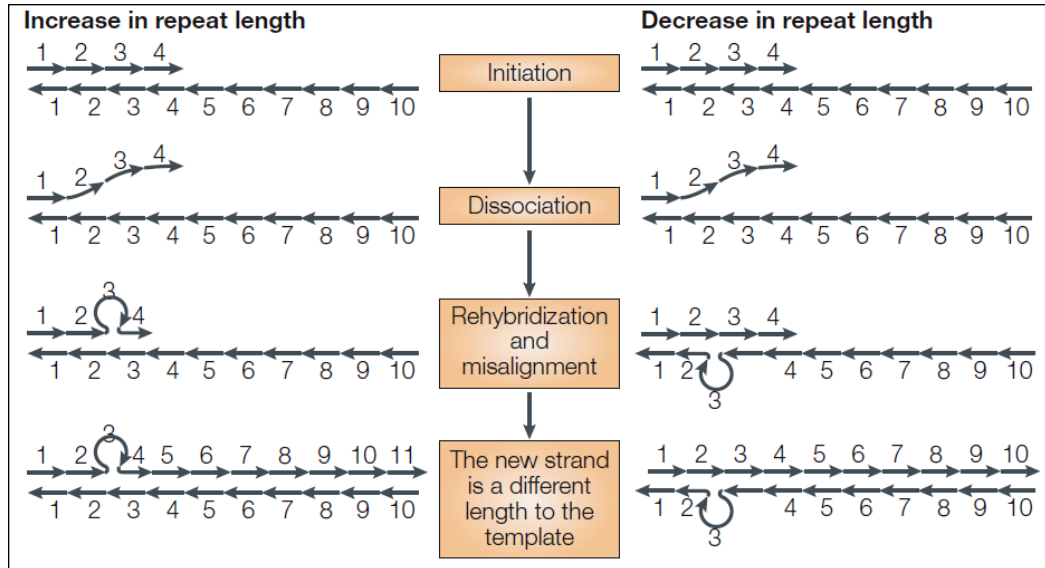 Increase in repeat length
1 2 3 4
1 2 3 4 5 6 7 8 9 10
1 2 3 4
1 2 3 4 5 6 7 8 9 10
3
1 2 4
1 2 3 4 5 6 7 8 9 10
3
1 2 4 5 6 7 8 9 10 11
1 2 3 4 5 6 7 8 9 10
Initiation
Dissociation
Rehybridization
and
misalignment
The new strand
is a different
length to the
template
Decrease in repeat length
1 2 3 4
1 2 3 4 5 6 7 8 9 10
1 2 3 4
1 2 3 4 5 6 7 8 9 10
1 2 3 4
1 2 4 5 6 7 8 9 10
3
1 2 3 4 5 6 7 8 9 10
1 2 4 5 6 7 8 9 10
3